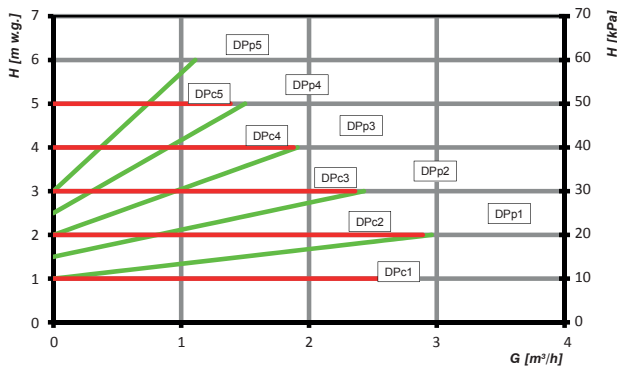 H [m w.g.]
H [kPa]
7
6
5
4
3
2
1
0
70
60
50
40
30
20
10
0
DPp5
DPc5
DPp4
DPc4
DPp3
DPc3
DPp2
DPc2
DPp1
DPc1
0
1
2
3
4
G [m³/h]